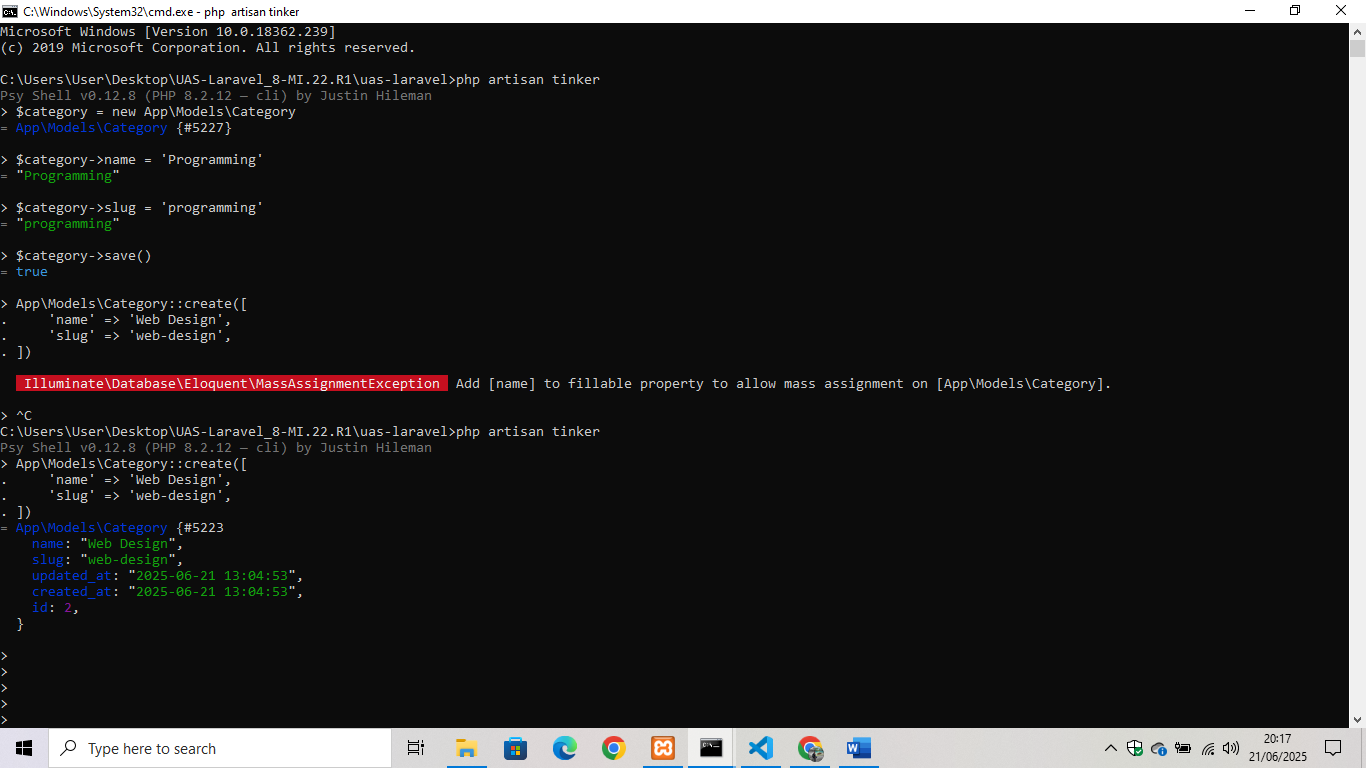 C:\Windows\System32\cmd.exe - php  artisan tinker
Microsoft Windows [Version 10.0.18362.239]
(c) 2019 Microsoft Corporation. All rights reserved.
C:\Users\User\Desktop\UAS-Laravel_8-MI.22.R1\uas-laravel>php artisan tinker
Psy Shell v0.12.8 (PHP 8.2.12 — cli) by Justin Hileman
> $category = new App\Models\Category
= App\Models\Category {#5227}
> $category->name = 'Programming'
= "Programming"
> $category->slug = 'programming'
= "programming"
> $category->save()
= true
> App\Models\Category::create([
.     'name' => 'Web Design',
.     'slug' => 'web-design',
. ])
Illuminate\Database\Eloquent\MassAssignmentException  Add [name] to fillable property to allow mass assignment on [App\Models\Category].
> ^C
C:\Users\User\Desktop\UAS-Laravel_8-MI.22.R1\uas-laravel>php artisan tinker
Psy Shell v0.12.8 (PHP 8.2.12 — cli) by Justin Hileman
> App\Models\Category::create([
.     'name' => 'Web Design',
.     'slug' => 'web-design',
. ])
= App\Models\Category {#5223
    name: "Web Design",
    slug: "web-design",
    updated_at: "2025-06-21 13:04:53",
    created_at: "2025-06-21 13:04:53",
    id: 2,
  }
>
>
>
>
>
Type here to search
20:17
21/06/2025